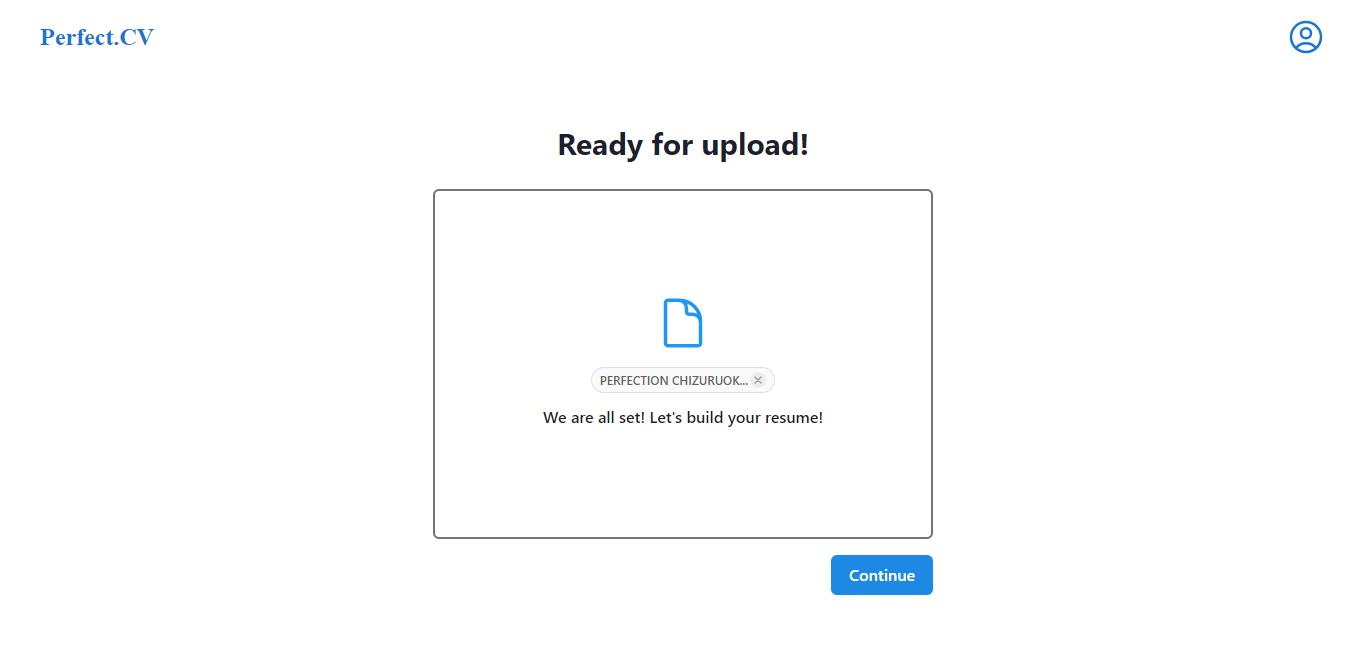 Perfect.CV
Ready for upload!
PERFECTION CHIZURUOK...
We are all set! Let's build your resume!
Continue